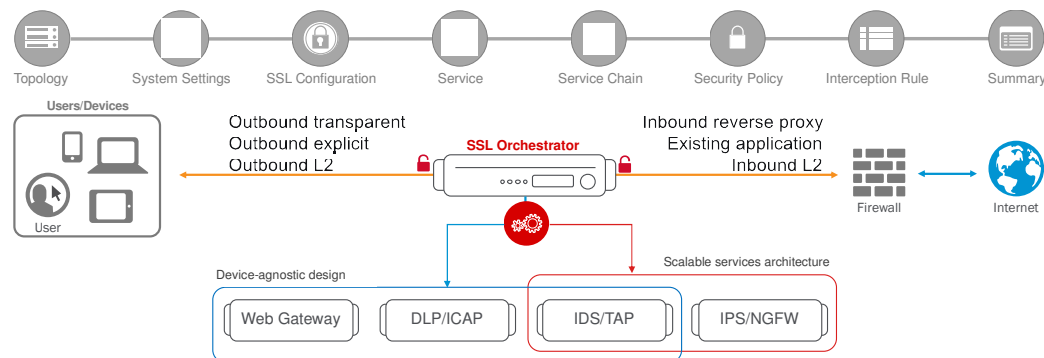 Topology
System Settings
SSL Configuration
Service
Service Chain
Security Policy
Interception Rule
Summary
Users/Devices
User
Outbound transparent
Outbound explicit
Outbound L2
SSL Orchestrator
Inbound reverse proxy
Existing application
Inbound L2
Firewall
Internet
Device-agnostic design
Scalable services architecture
Web Gateway
DLP/ICAP
IDS/TAP
IPS/NGFW